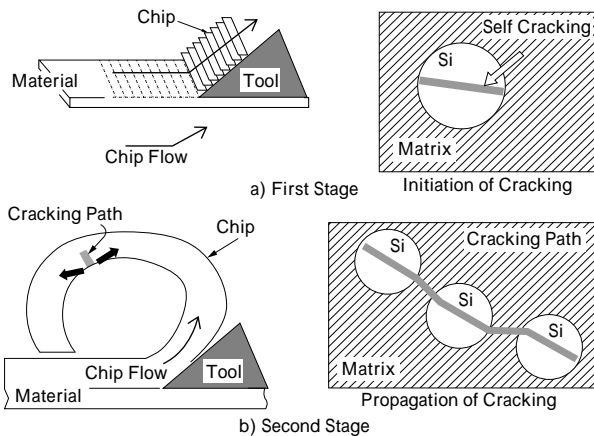 Chip
Material
Tool
Chip Flow
Self Cracking
Si
Matrix
a) First Stage
Initiation of Cracking
Cracking Path
Chip
Chip Flow
Tool
Material
Cracking Path
Si
Si
Si
Matrix
Propagation of Cracking
b) Second Stage